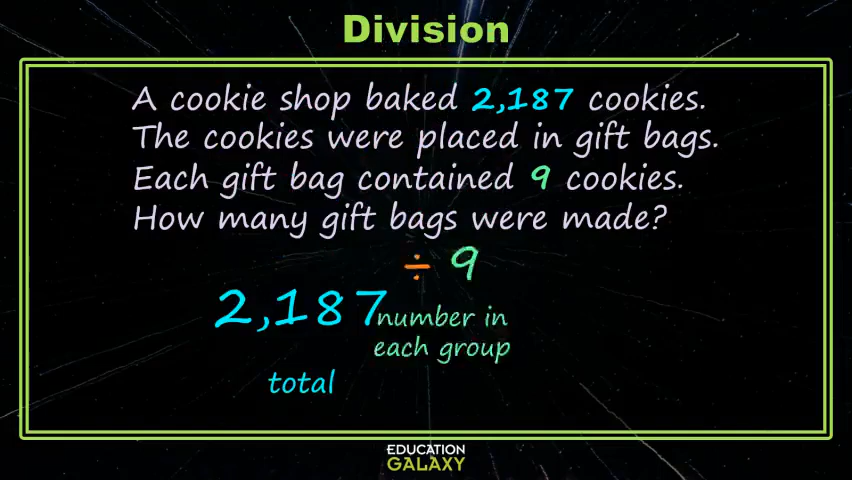 Division
A cookie shop baked 2,187 cookies.
The cookies were placed in gift bags.
Each gift bag contained 9 cookies.
How many gift bags were made?
÷ 9
2,187
number in
each group
total
EDUCATION
GALAXY